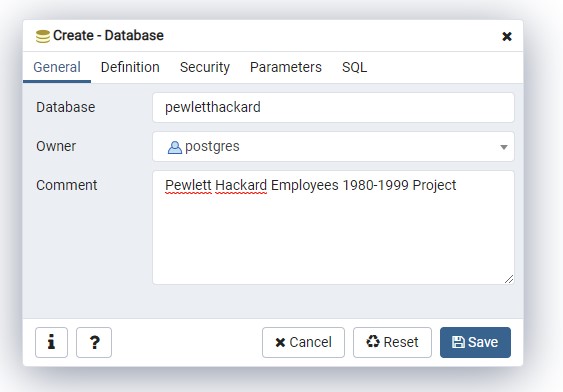 Create - Database
General Definition Security Parameters SQL
Database pewletthackard
Owner postgres
Comment Pewlett Hackard Employees 1980-1999 Project
i ? Cancel Reset Save